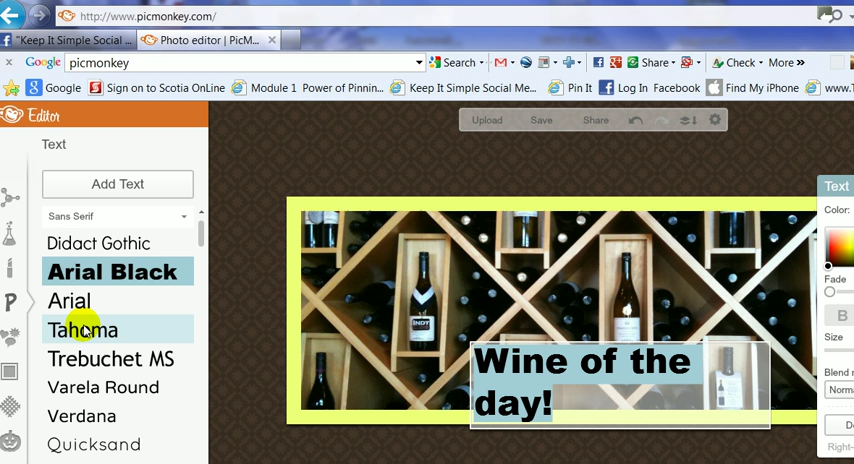 http://www.picmonkey.com/
"Keep It Simple Social ...
Photo editor | PicM...
Google
picmonkey
Search
Share
Check
More »
Google
Sign on to Scotia OnLine
Module 1 Power of Pinnin...
Keep It Simple Social Me...
Pin It
Log In Facebook
Find My iPhone
Editor
Upload
Save
Share
Text
Add Text
Sans Serif
Didact Gothic
Arial Black
Arial
Tahoma
Trebuchet MS
Varela Round
Verdana
Quicksand
INDY
Wine of the
day!
Text
Color:
Fade
B
Size